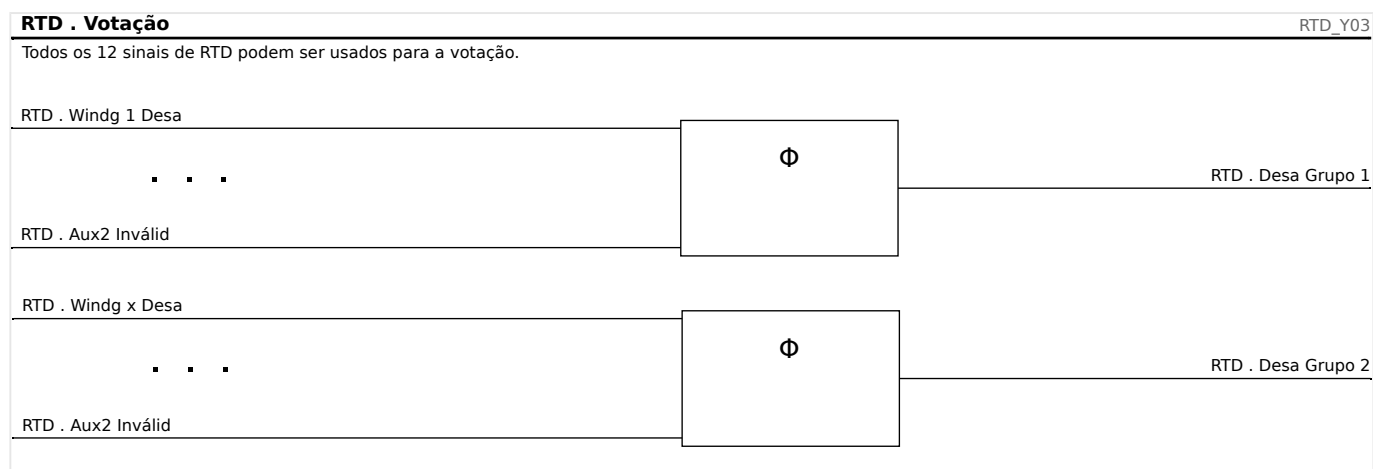 RTD . Votação RTD_Y03
Todos os 12 sinais de RTD podem ser usados para a votação.
RTD . Windg 1 Desa
Φ
. . .
RTD . Desa Grupo 1
RTD . Aux2 Inválid
RTD . Windg x Desa
Φ
. . .
RTD . Desa Grupo 2
RTD . Aux2 Inválid